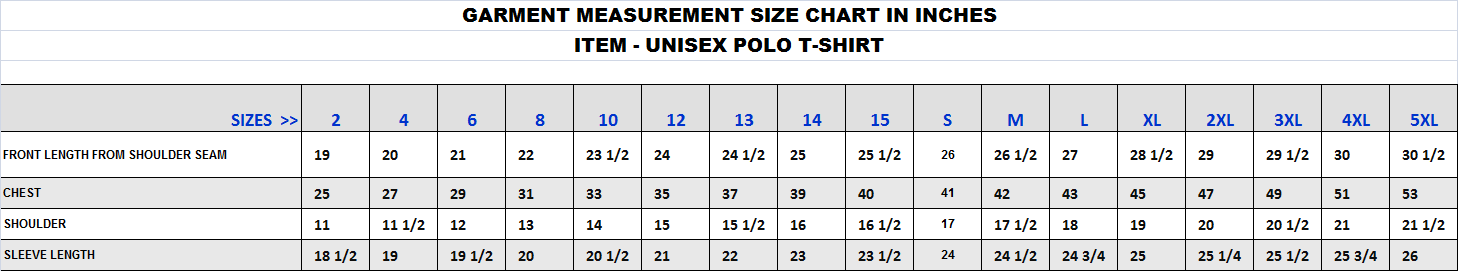 GARMENT MEASUREMENT SIZE CHART IN INCHES
ITEM - UNISEX POLO T-SHIRT
SIZES >> 2 4 6 8 10 12 13 14 15 S M L XL 2XL 3XL 4XL 5XL
FRONT LENGTH FROM SHOULDER SEAM 19 20 21 22 23 1/2 24 24 1/2 25 25 1/2 26 26 1/2 27 28 1/2 29 29 1/2 30 30 1/2
CHEST 25 27 29 31 33 35 37 39 40 41 42 43 45 47 49 51 53
SHOULDER 11 11 1/2 12 13 14 15 15 1/2 16 16 1/2 17 17 1/2 18 19 20 20 1/2 21 21 1/2
SLEEVE LENGTH 18 1/2 19 19 1/2 20 20 1/2 21 22 23 23 1/2 24 24 1/2 24 3/4 25 25 1/4 25 1/2 25 3/4 26